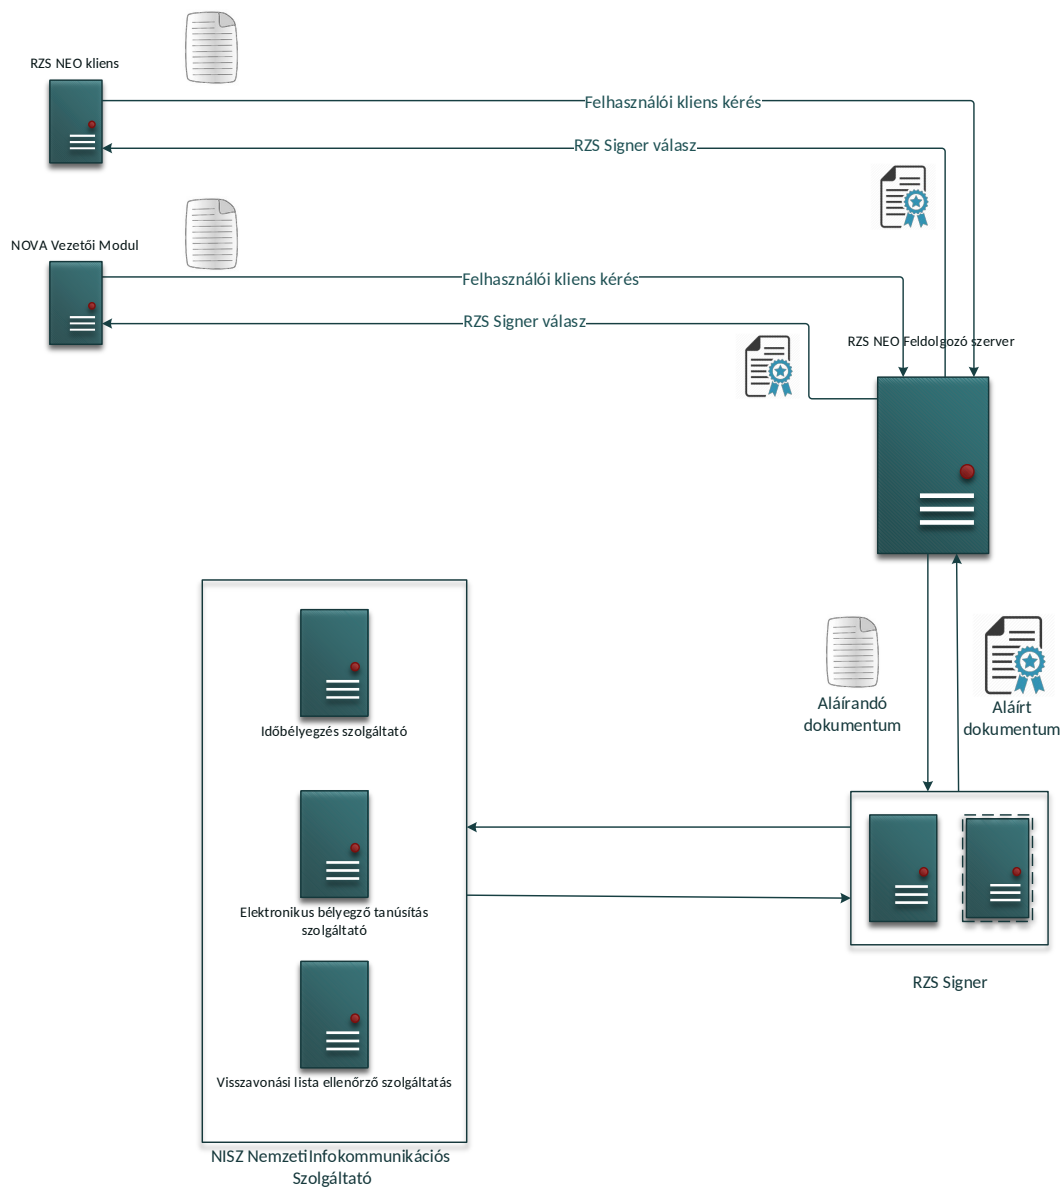 RZS NEO kliens
Felhasználói kliens kérés
RZS Signer válasz
NOVA Vezetői Modul
Felhasználói kliens kérés
RZS Signer válasz
RZS NEO Feldolgozó szerver
Aláírandó
dokumentum
Aláírt
dokumentum
Időbélyegzés szolgáltató
Elektronikus bélyegző tanúsítás
szolgáltató
RZS Signer
Visszavonási lista ellenőrző szolgáltatás
NISZ Nemzeti Infokommunikációs
Szolgáltató